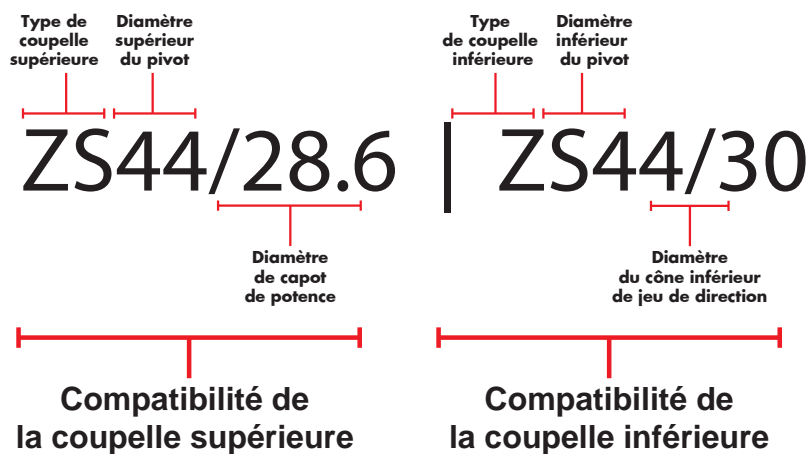 Type de
coupelle
supérieure
Diamètre
supérieur
du pivot
Type
de coupelle
inférieure
Diamètre
inférieur
du pivot
ZS44/28.6 | ZS44/30
Diamètre
de capot
de potence
Diamètre
du cône inférieur
de jeu de direction
Compatibilité de
la coupelle supérieure
Compatibilité de
la coupelle inférieure